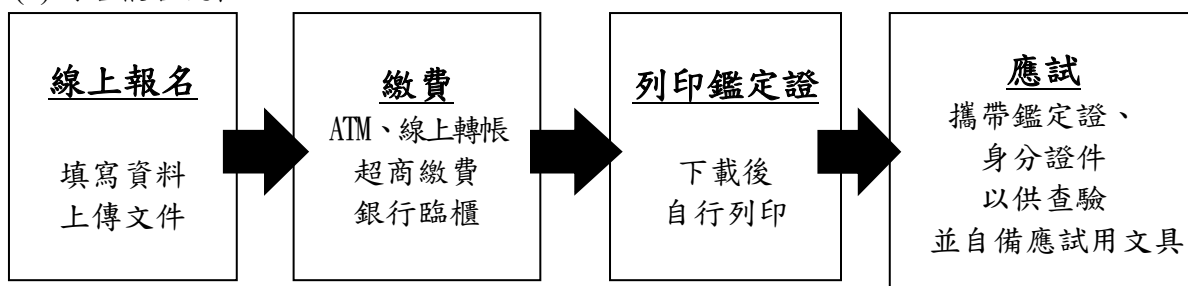 線上報名
填寫資料
上傳文件
繳費
ATM、線上轉帳
超商繳費
銀行臨櫃
列印鑑定證
下載後
自行列印
應試
攜帶鑑定證、
身分證件
以供查驗
並自備應試用文具